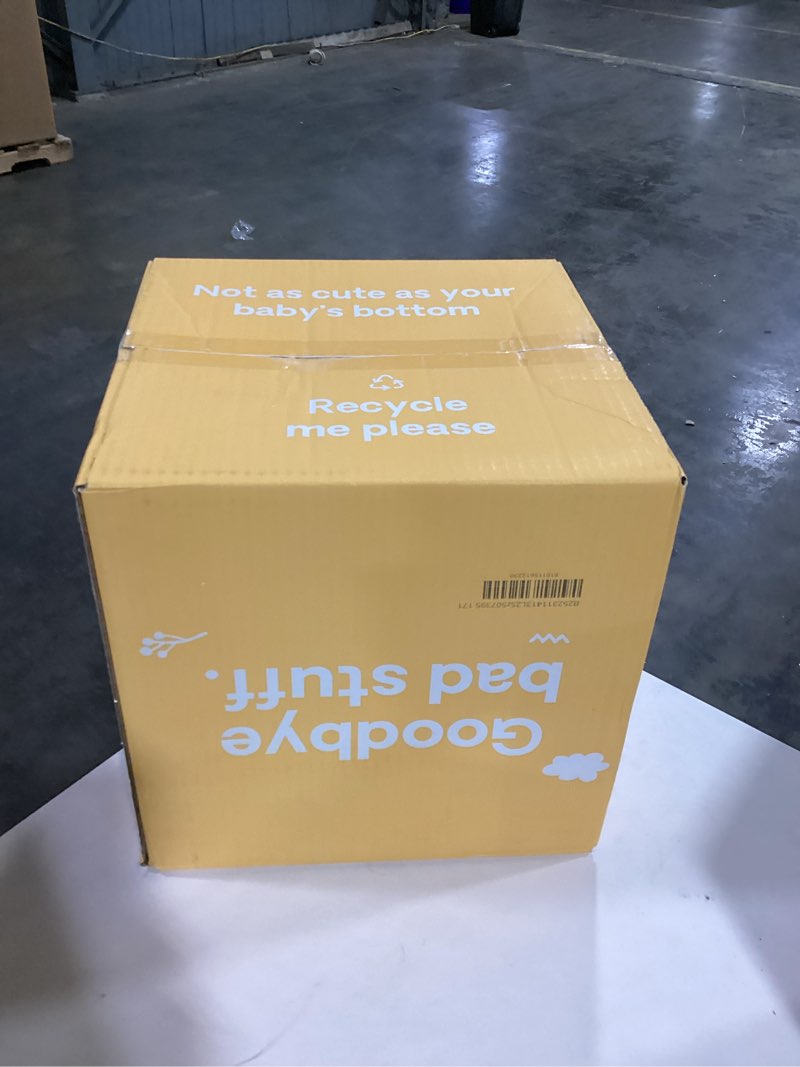 Not as cute as your
baby's bottom
Recycle
me please
Goodbye
bad stuff.